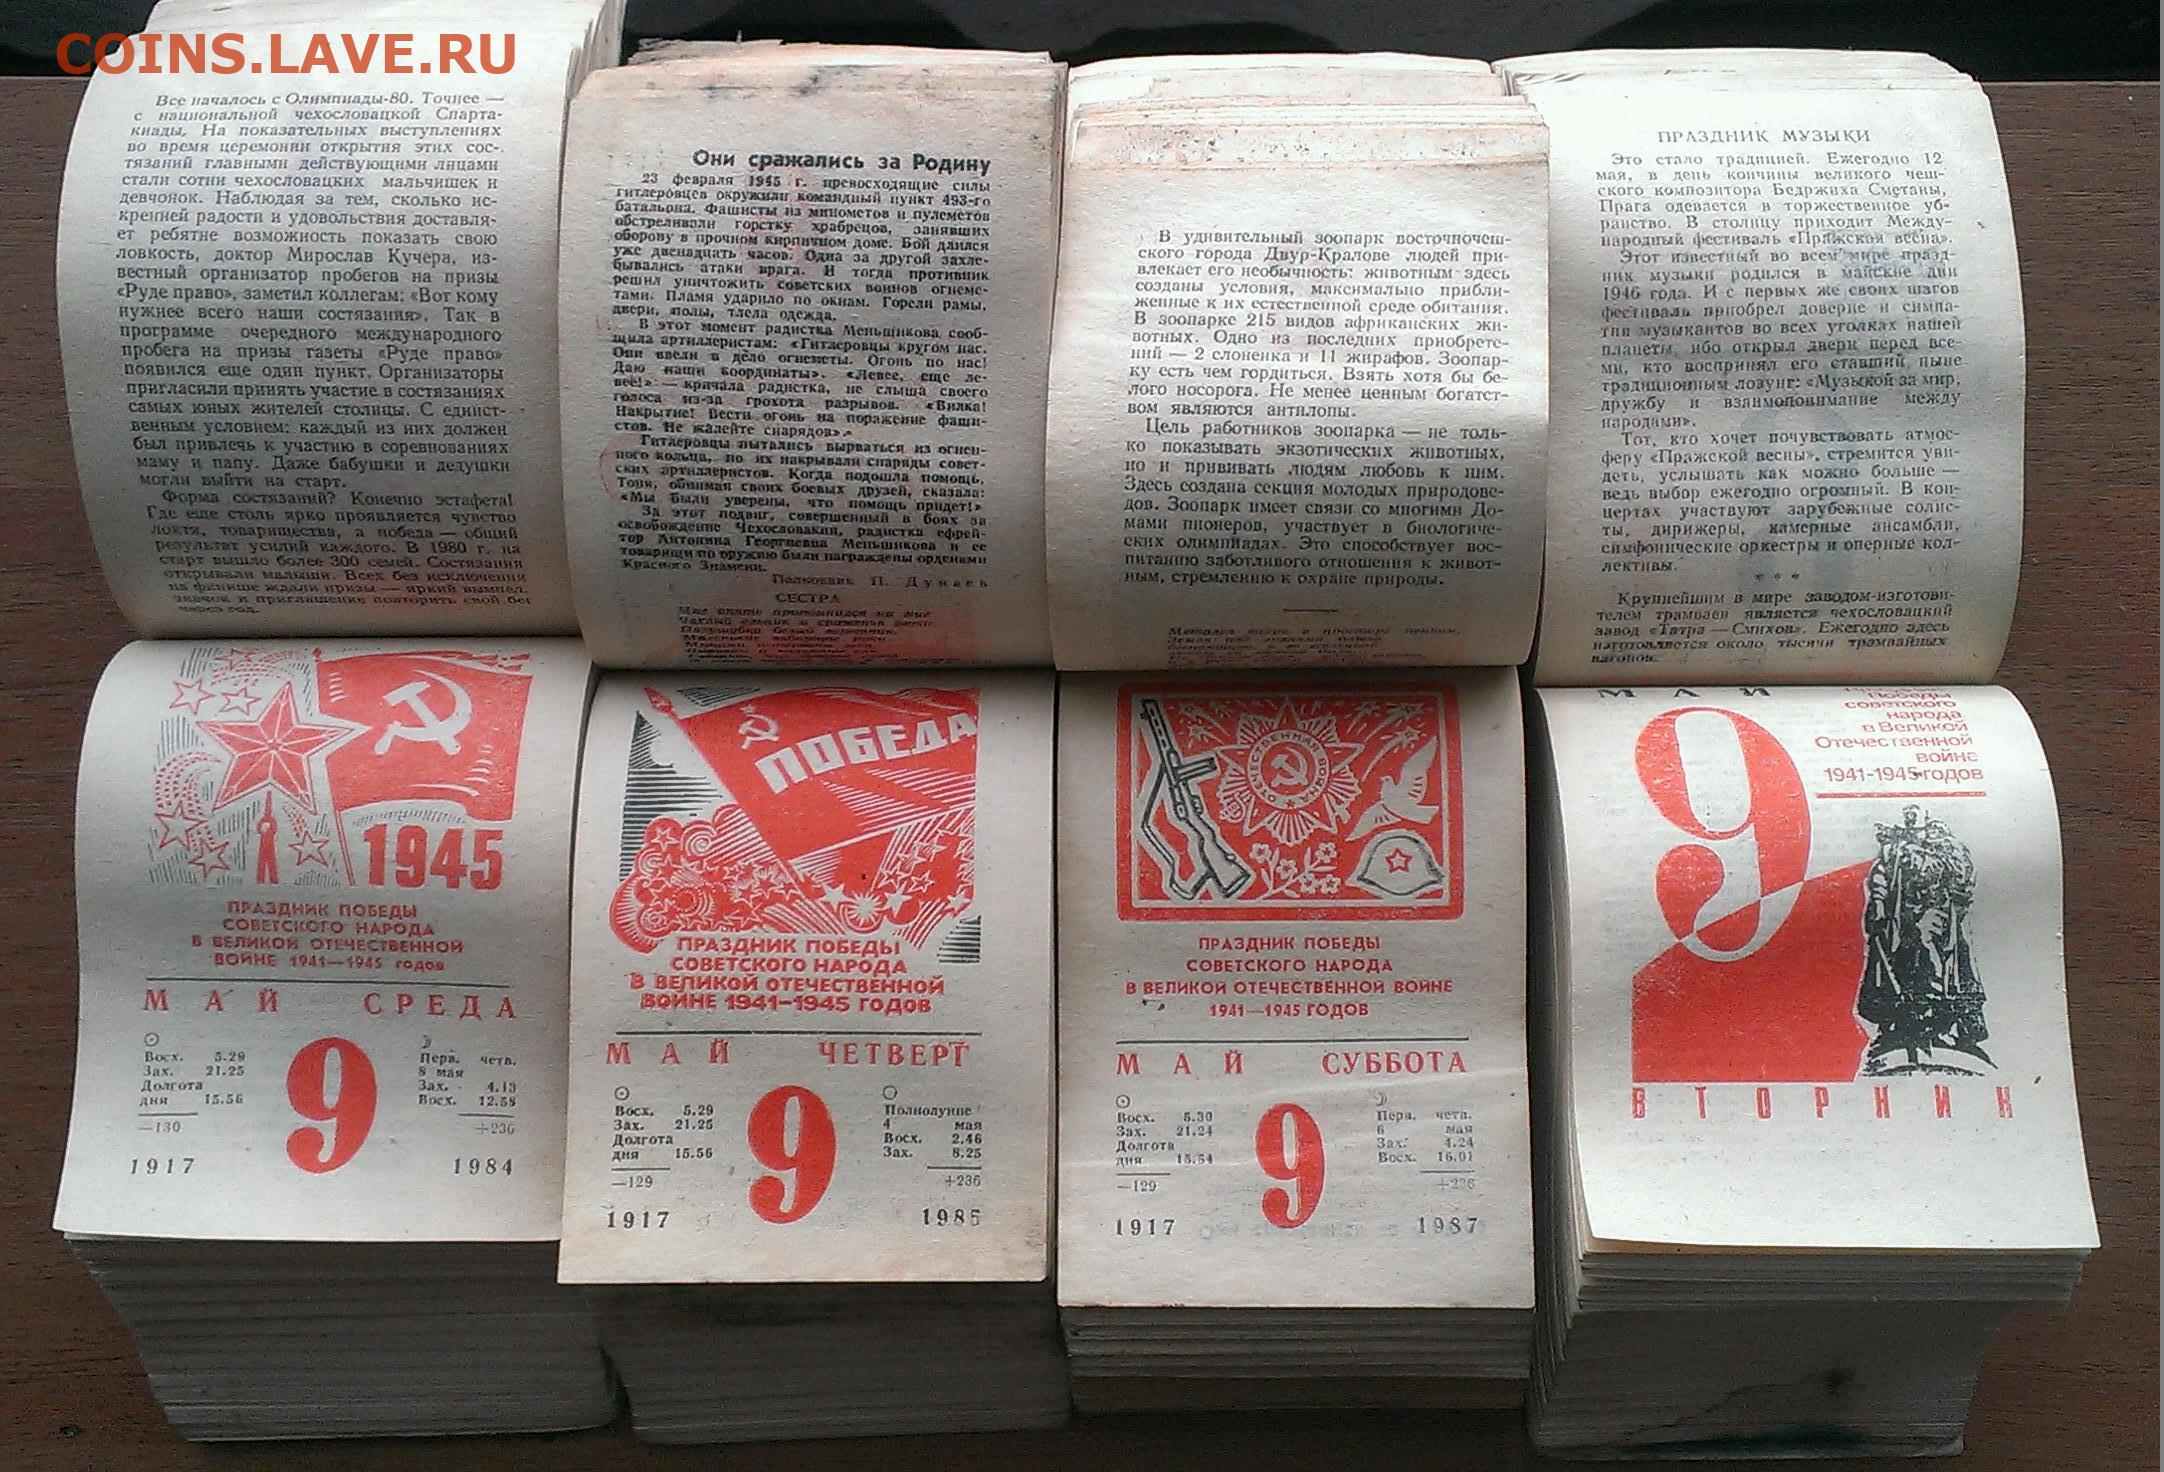 COINS.LAVE.RU
Все началось с Олимпиады-80. Точнее —
с национальной чехословацкой Спарта-
киады. На показательных выступлениях
во время церемонии открытия этих сос-
тязаний главными действующими лицами
стали сотни чехословацких мальчишек и
девчонок. Наблюдая за тем, сколько ис-
кренней радости и удовольствия доставля-
ет ребятне возможность показать свою
ловкость, доктор Мирослав Кучера, из-
вестный организатор пробегов на призы
«Руде право», заметил коллегам: «Вот кому
нужнее всего наши состязания». Так в
программе очередного международного
пробега на призы газеты «Руде право»
появился еще один пункт. Организаторы
пригласили принять участие в состязаниях
самых юных жителей столицы. С единст-
венным условием: каждый из них должен
был привлечь к участию в соревнованиях
маму и папу. Даже бабушки и дедушки
могли выйти на старт.
Форма состязаний? Конечно эстафета!
Где еще столь ярко проявляется чувство
локтя, товарищества, а победа — общий
результат усилий каждого. В 1980 г. на
старт вышло более 300 семей. Состязания
открывали малыши. Всех без исключения
на финише ждали призы — яркий вымпел,
значок и приглашение повторить свой бег
через год.
Они сражались за Родину
23 февраля 1945 г. превосходящие силы
гитлеровцев окружили командный пункт 493-го
батальона. Фашисты из минометов и пулеметов
обстреливали горстку храбрецов, занявших
оборону в прочном кирпичном доме. Бой длился
уже двенадцать часов. Одна за другой захле-
бывались атаки врага. И тогда противник
решил уничтожить советских воинов огнеме-
тами. Пламя ударило по окнам. Горели рамы,
двери, полы, тлела одежда.
В этот момент радистка Меньшикова сооб-
щила артиллеристам: «Гитлеровцы кругом нас.
Они ввели в дело огнеметы. Огонь по нас!
Даю наши координаты». «Левее, еще ле-
вее!» — кричала радистка, не слыша своего
голоса из-за грохота разрывов. «Вилка!
Накрытие! Вести огонь на поражение фаши-
стов. Не жалейте снарядов».
Гитлеровцы пытались вырваться из огнен-
ного кольца, но их накрывали снаряды совет-
ских артиллеристов. Когда подошла помощь,
Тоня, обнимая своих боевых друзей, сказала:
«Мы были уверены, что помощь придет!»
За этот подвиг, совершенный в боях за
освобождение Чехословакии, радистка ефрей-
тор Антонина Георгиевна Меньшикова и ее
товарищи по оружию были награждены орденами
Красного Знамени.
Полковник П. Дунаев
СЕСТРА
В удивительный зоопарк восточночеш-
ского города Двур-Кралове людей при-
влекает его необычность: животным здесь
созданы условия, максимально прибли-
женные к их естественной среде обитания.
В зоопарке 215 видов африканских жи-
вотных. Одно из последних приобрете-
ний — 2 слоненка и 11 жирафов. Зоопар-
ку есть чем гордиться. Взять хотя бы бе-
лого носорога. Не менее ценным богатст-
вом являются антилопы.
Цель работников зоопарка — не толь-
ко показывать экзотических животных,
но и прививать людям любовь к ним.
Здесь создана секция молодых природове-
дов. Зоопарк имеет связи со многими До-
мами пионеров, участвует в биологиче-
ских олимпиадах. Это способствует вос-
питанию заботливого отношения к живот-
ным, стремлению к охране природы.
ПРАЗДНИК МУЗЫКИ
Это стало традицией. Ежегодно 12
мая, в день кончины великого чеш-
ского композитора Бедржиха Сметаны,
Прага одевается в торжественное уб-
ранство. В столицу приходит Между-
народный фестиваль «Пражская весна».
Этот известный во всем мире празд-
ник музыки родился в майские дни
1946 года. И с первых же своих шагов
фестиваль приобрел доверие и симпа-
тии музыкантов во всех уголках нашей
планеты, ибо открыл двери перед все-
ми, кто воспринял его ставший ныне
традиционным лозунг: «Музыкой за мир,
дружбу и взаимопонимание между
народами».
Тот, кто хочет почувствовать атмос-
феру «Пражской весны», стремится уви-
деть, услышать как можно больше —
ведь выбор ежегодно огромный. В кон-
цертах участвуют зарубежные солис-
ты, дирижеры, камерные ансамбли,
симфонические оркестры и оперные кол-
лективы.
* * *
Крупнейшим в мире заводом-изготови-
телем трамваев является чехословацкий
завод «Татра — Смихов». Ежегодно здесь
изготовляется около тысячи трамвайных
вагонов.
1945
ПРАЗДНИК ПОБЕДЫ
СОВЕТСКОГО НАРОДА
В ВЕЛИКОЙ ОТЕЧЕСТВЕННОЙ
ВОЙНЕ 1941—1945 годов
МАЙ СРЕДА
Восх. 5.29
Зах. 21.25
Долгота
дня 15.56
—130
9
Перв. четв.
8 мая
Зах. 4.13
Восх. 12.58
+236
1917 1984
ПОБЕДА
ПРАЗДНИК ПОБЕДЫ
СОВЕТСКОГО НАРОДА
В ВЕЛИКОЙ ОТЕЧЕСТВЕННОЙ
ВОЙНЕ 1941—1945 ГОДОВ
МАЙ ЧЕТВЕРГ
Восх. 5.29
Зах. 21.25
Долгота
дня 15.56
—129
9
Полнолуние
4 мая
Восх. 2.46
Зах. 8.25
+236
1917 1985
ОТЕЧЕСТВЕННАЯ ВОЙНА
ПРАЗДНИК ПОБЕДЫ
СОВЕТСКОГО НАРОДА
В ВЕЛИКОЙ ОТЕЧЕСТВЕННОЙ ВОЙНЕ
1941—1945 ГОДОВ
МАЙ СУББОТА
Восх. 5.30
Зах. 21.24
Долгота
дня 15.54
—129
9
Перв. четв.
6 мая
Зах. 4.24
Восх. 16.01
+236
1917 1987
МАЙ
9
Победы
советского
народа
в Великой
Отечественной
войне
1941-1945 годов
ВТОРНИК